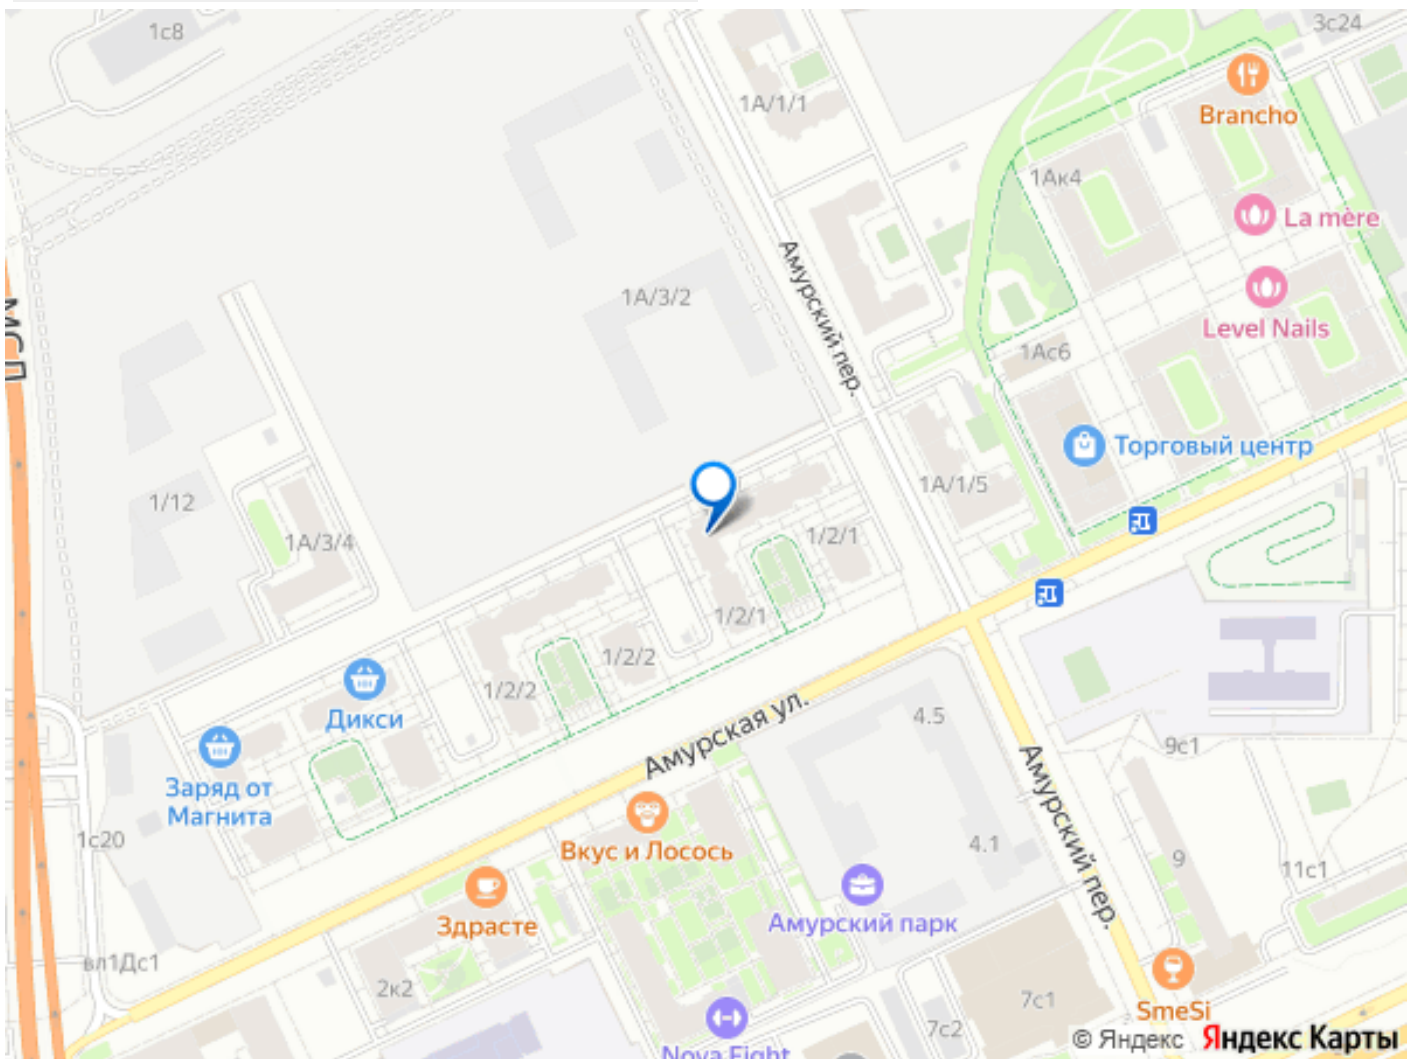 1с8
3с24
1А/1/1
Brancho
1Ак4
La mère
Амурский пер.
1А/3/2
МСД
Level Nails
1Ас6
Торговый центр
1А/1/5
1/12
1А/3/4
1/2/1
1/2/1
1/2/2
1/2/2
Дикси
Амурская ул.
4.5
9с1
Заряд от
Магнита
Амурский пер.
1с20
Вкус и Лосось
4.1
9
11с1
Здрасте
Амурский парк
вл1Дс1
2к2
7с1
SmeSi
7с2
Nova Fight
© Яндекс Яндекс Карты